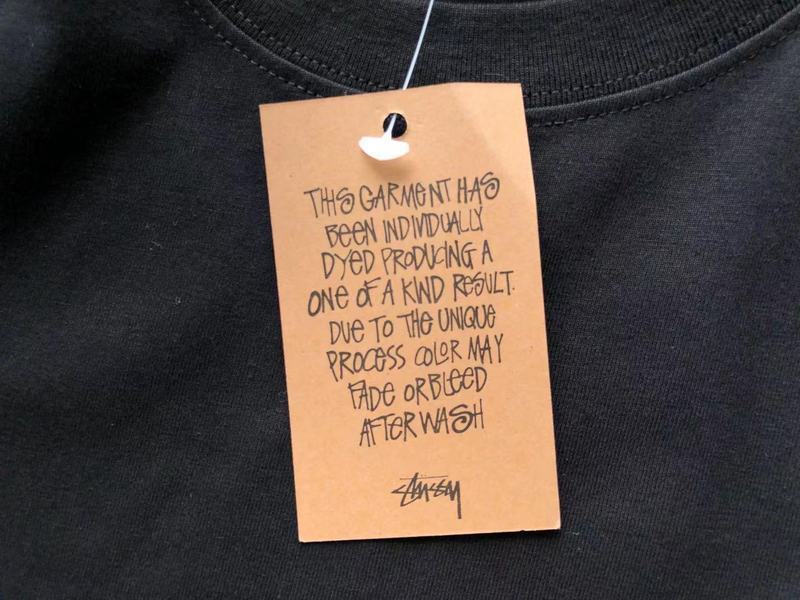 THIS GARMENT HAS
BEEN INDIVIDUALLY
DYED PRODUCING A
ONE OF A KIND RESULT.
DUE TO THE UNIQUE
PROCESS COLOR MAY
FADE OR BLEED
AFTER WASH
Stüssy